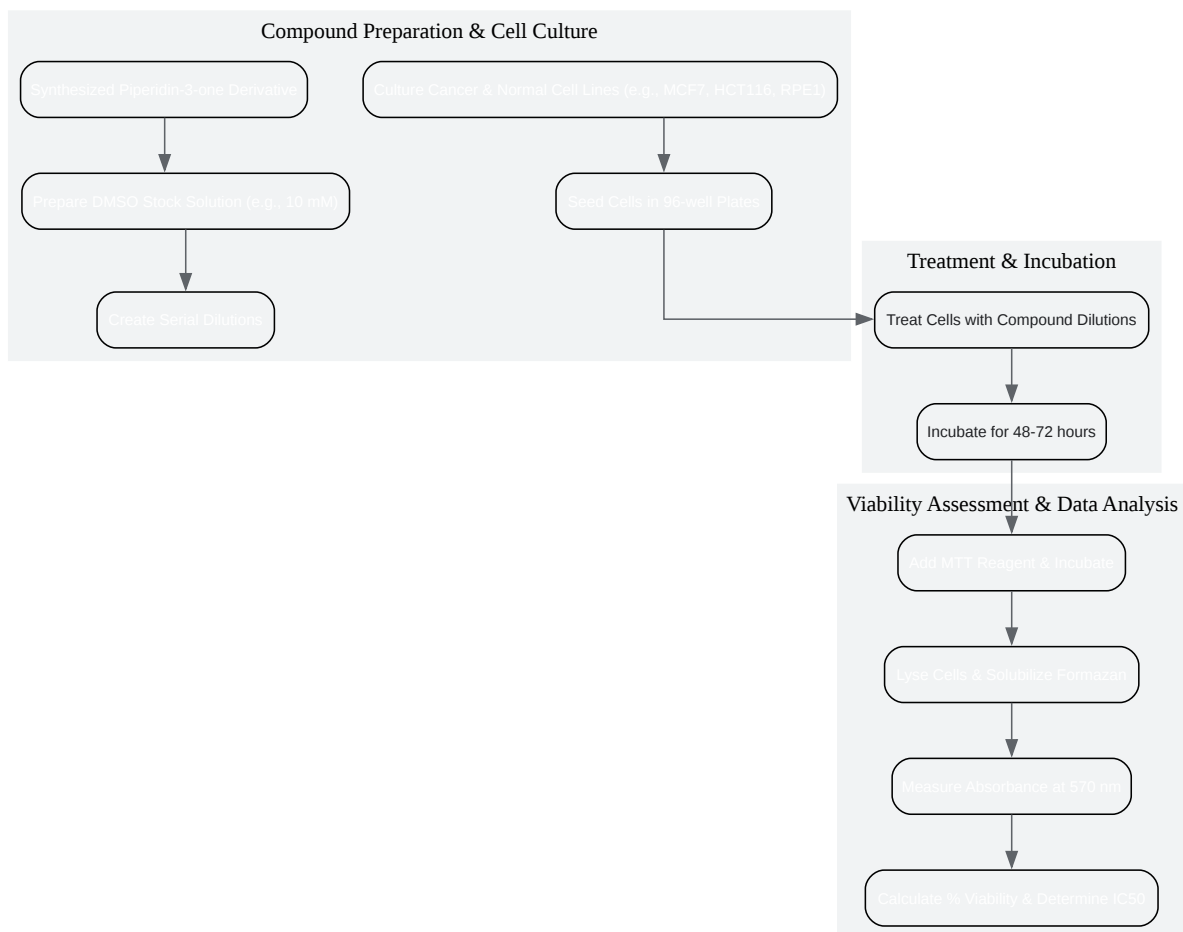 Compound Preparation & Cell Culture
Synthesized Piperidin-3-one Derivative
Culture Cancer & Normal Cell Lines (e.g., MCF7, HCT116, RPE1)
Prepare DMSO Stock Solution (e.g., 10 mM)
Seed Cells in 96-well Plates
Create Serial Dilutions
Treatment & Incubation
Treat Cells with Compound Dilutions
Incubate for 48-72 hours
Viability Assessment & Data Analysis
Add MTT Reagent & Incubate
Lyse Cells & Solubilize Formazan
Measure Absorbance at 570 nm
Calculate % Viability & Determine IC50